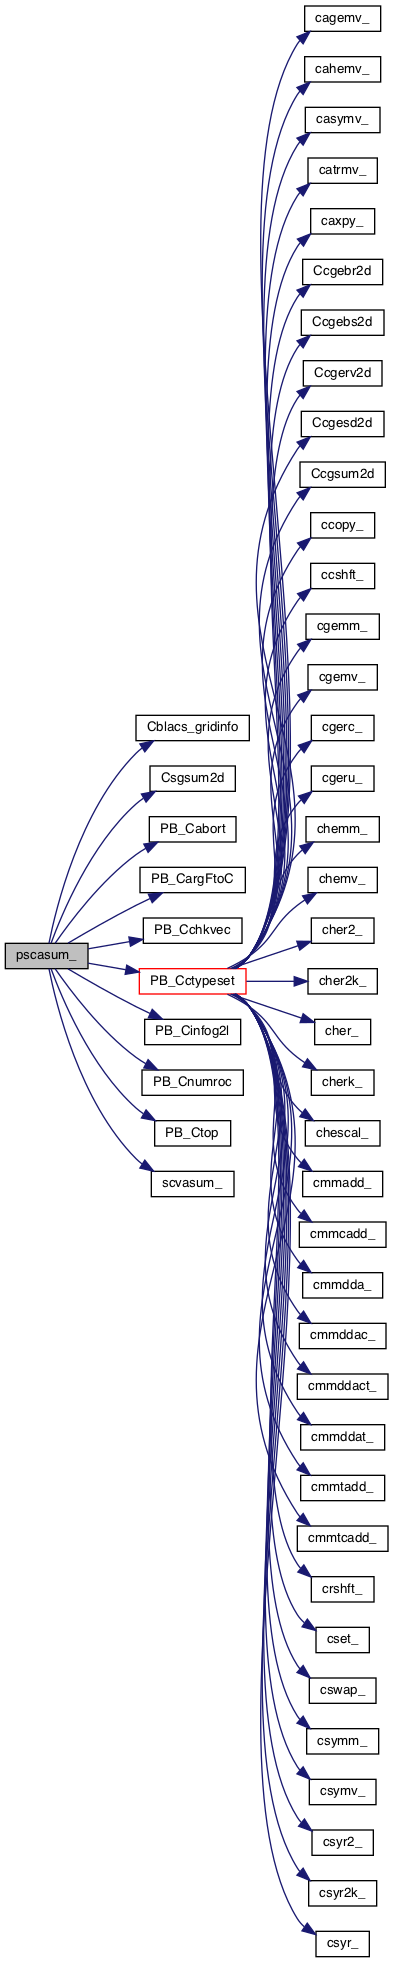 cagemv_
cahemv_
casymv_
catrmv_
caxpy_
Ccgebr2d
Ccgebs2d
Ccgerv2d
Ccgesd2d
Ccgsum2d
ccopy_
ccshft_
cgemm_
cgemv_
cgerc_
Cblacs_gridinfo
Csgsum2d
cgeru_
PB_Cabort
chemm_
PB_CargFtoC
chemv_
PB_Cchkvec
cher2_
pscasum_
PB_Cctypeset
cher2k_
PB_Cinfog2l
cher_
PB_Cnumroc
cherk_
PB_Ctop
chescal_
scvasum_
cmmadd_
cmmcadd_
cmmdda_
cmmddac_
cmmddact_
cmmddat_
cmmtadd_
cmmtcadd_
crshft_
cset_
cswap_
csymm_
csymv_
csyr2_
csyr2k_
csyr_